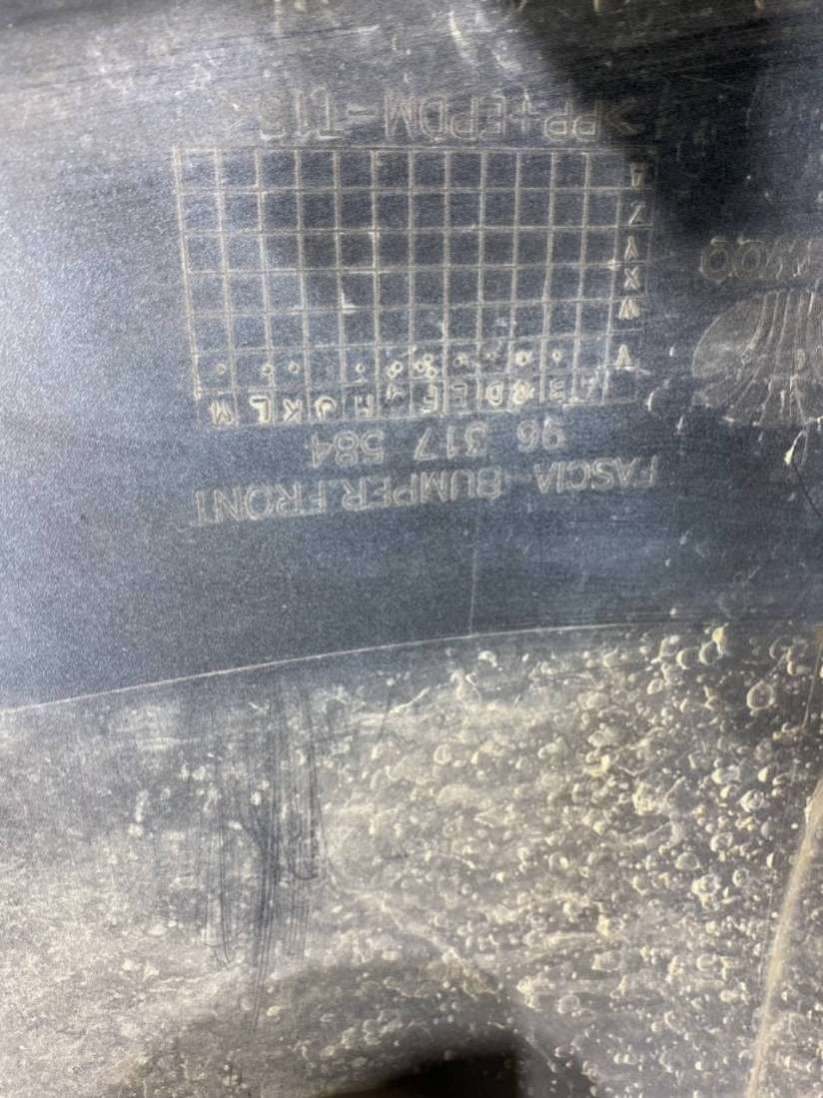 FASCIA-BUMPER FRONT
96 317 584
A B C D E F G H J K L M
V
W
X
Y
Z
A
>PP+EPDM-T15<